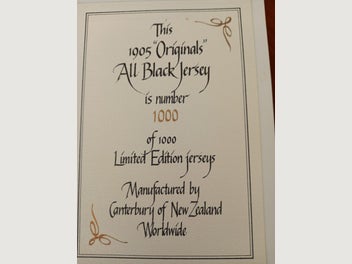 This
1905 "Originals"
All Black Jersey
is number
1000
of 1000
Limited Edition jerseys
Manufactured by
Canterbury of New Zealand
Worldwide